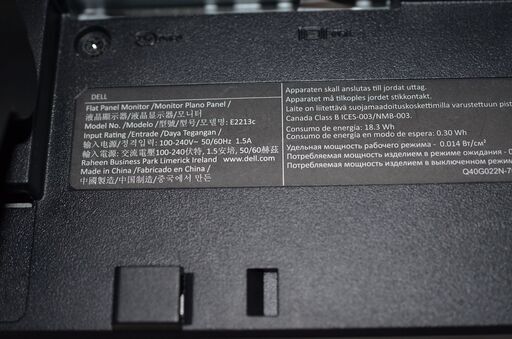 DELL
Flat Panel Monitor /Monitor Plano Panel /
液晶顯示器 /液晶显示器 /모니터
Model No. /Modelo /型號/型号/모델명: E2213c
Input Rating /Entrade /Daya Tegangan /
輸入电源/정격입력: 100-240V~ 50/60Hz 1.5A
輸入電源: 交流電壓100-240伏特, 1.5安培, 50/60赫茲
Raheen Business Park Limerick Ireland www.dell.com
Made in China /Fabricado en China /
中國製造/中国制造/중국에서 만든
Apparaten skall anslutas till jordat uttag.
Apparatet må tilkoples jordet stikkontakt.
Laite on liitettävä suojamaadoituskoskettimilla varustettuun pist
Canada Class B ICES-003/NMB-003.
Consumo de energía: 18.3 Wh
Consumo de energía en modo de espera: 0.30 Wh
Удельная мощность рабочего режима - 0.014 Вт/см²
Потребляемая мощность изделием в режиме ожидания - 0
Потребляемая мощность изделием в выключенном режим
Q40G022N-7